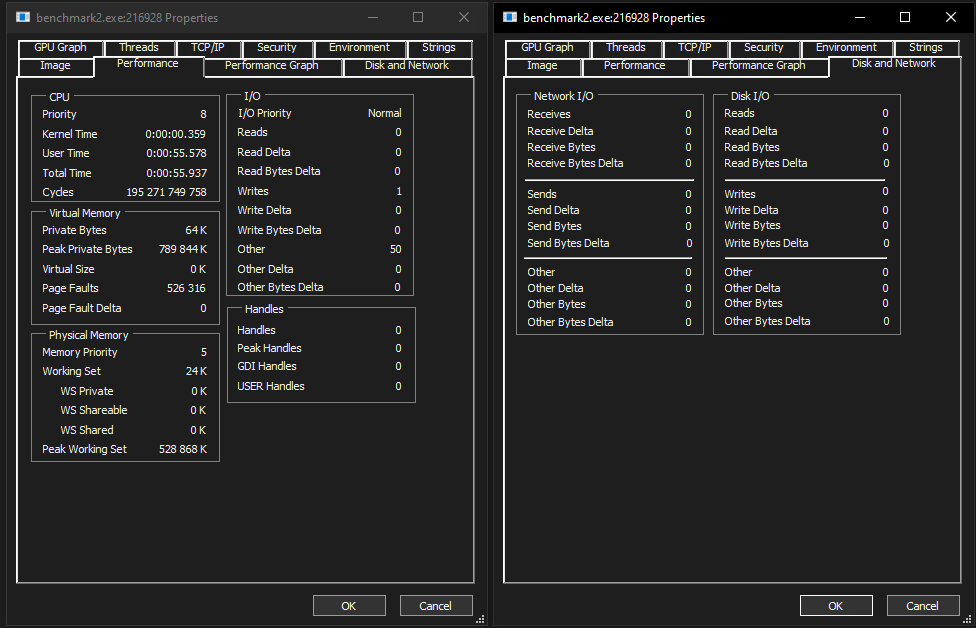 benchmark2.exe:216928 Properties
GPU Graph Threads TCP/IP Security Environment Strings
Image Performance Performance Graph Disk and Network
CPU
Priority 8
Kernel Time 0:00:00.359
User Time 0:00:55.578
Total Time 0:00:55.937
Cycles 195 271 749 758
Virtual Memory
Private Bytes 64 K
Peak Private Bytes 789 844 K
Virtual Size 0 K
Page Faults 526 316
Page Fault Delta 0
Physical Memory
Memory Priority 5
Working Set 24 K
WS Private 0 K
WS Shareable 0 K
WS Shared 0 K
Peak Working Set 528 868 K
I/O
I/O Priority Normal
Reads 0
Read Delta 0
Read Bytes Delta 0
Writes 1
Write Delta 0
Write Bytes Delta 0
Other 50
Other Delta 0
Other Bytes Delta 0
Handles
Handles 0
Peak Handles 0
GDI Handles 0
USER Handles 0
OK Cancel
benchmark2.exe:216928 Properties
GPU Graph Threads TCP/IP Security Environment Strings
Image Performance Performance Graph Disk and Network
Network I/O
Receives 0
Receive Delta 0
Receive Bytes 0
Receive Bytes Delta 0
Sends 0
Send Delta 0
Send Bytes 0
Send Bytes Delta 0
Other 0
Other Delta 0
Other Bytes 0
Other Bytes Delta 0
Disk I/O
Reads 0
Read Delta 0
Read Bytes 0
Read Bytes Delta 0
Writes 0
Write Delta 0
Write Bytes 0
Write Bytes Delta 0
Other 0
Other Delta 0
Other Bytes 0
Other Bytes Delta 0
OK Cancel